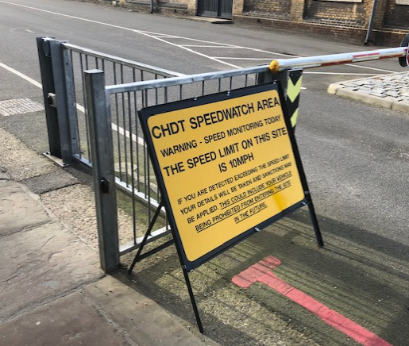 CHDT SPEEDWATCH AREA
WARNING - SPEED MONITORING TODAY
THE SPEED LIMIT ON THIS SITE
IS 10MPH
IF YOU ARE DETECTED EXCEEDING THE SPEED LIMIT
YOUR DETAILS WILL BE TAKEN AND SANCTIONS MAY
BE APPLIED. THIS COULD INCLUDE YOUR VEHICLE
BEING PROHIBITED FROM ENTERING THE SITE
IN THE FUTURE.